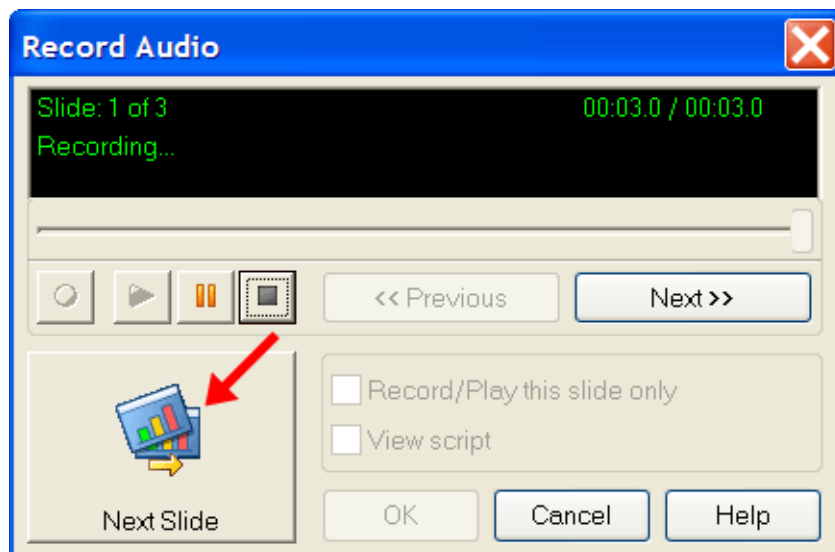 Record Audio
Slide: 1 of 3 00:03.0 / 00:03.0
Recording...
<< Previous Next >>
Record/Play this slide only
View script
Next Slide OK Cancel Help